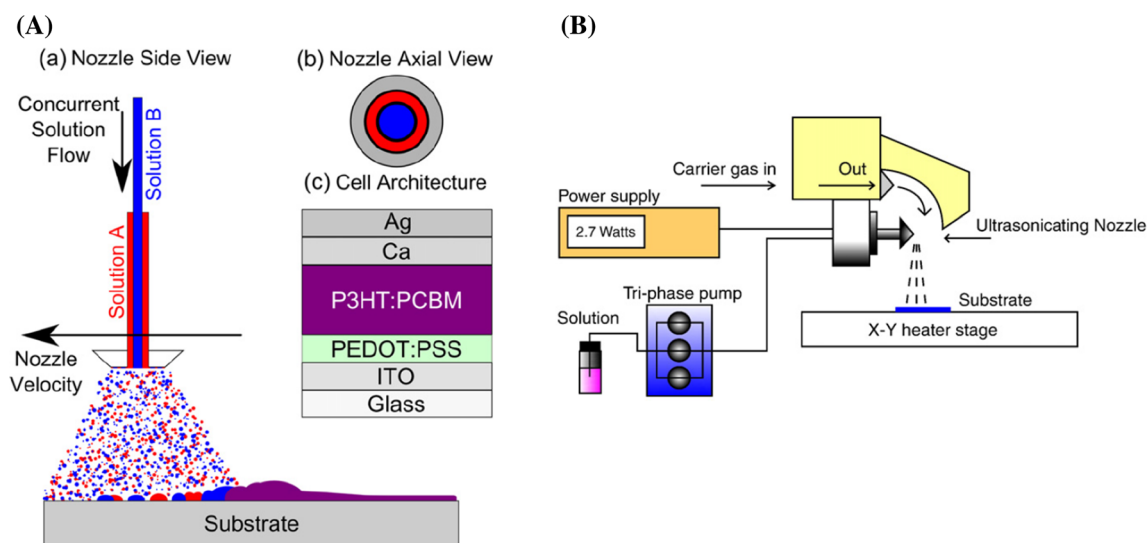 (A)
(a) Nozzle Side View
Concurrent
Solution
Flow
Solution B
Solution A
Nozzle
Velocity
Substrate
(b) Nozzle Axial View
(c) Cell Architecture
Ag
Ca
P3HT:PCBM
PEDOT:PSS
ITO
Glass
(B)
Carrier gas in
Out
Power supply
2.7 Watts
Ultrasonicating Nozzle
Tri-phase pump
Solution
Substrate
X-Y heater stage